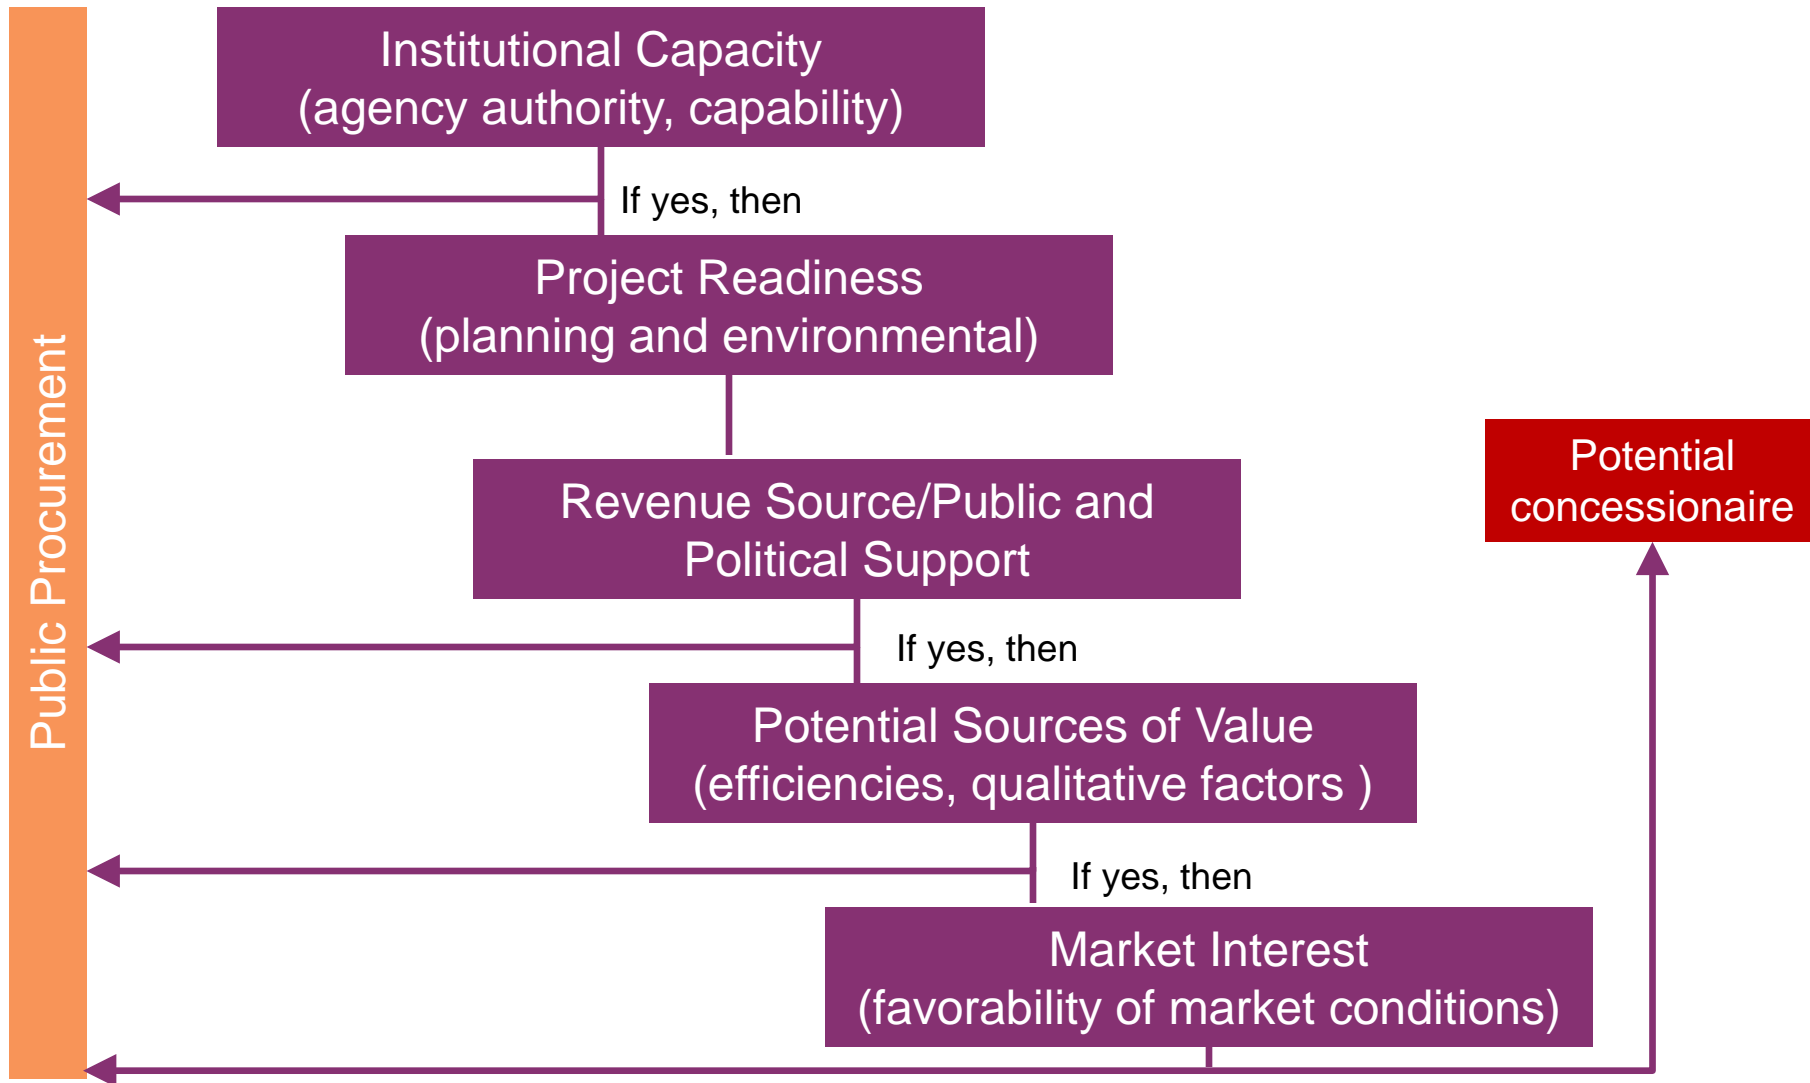 Public Procurement
Institutional Capacity
(agency authority, capability)
If yes, then
Project Readiness
(planning and environmental)
Revenue Source/Public and
Political Support
Potential
concessionaire
If yes, then
Potential Sources of Value
(efficiencies, qualitative factors )
If yes, then
Market Interest
(favorability of market conditions)